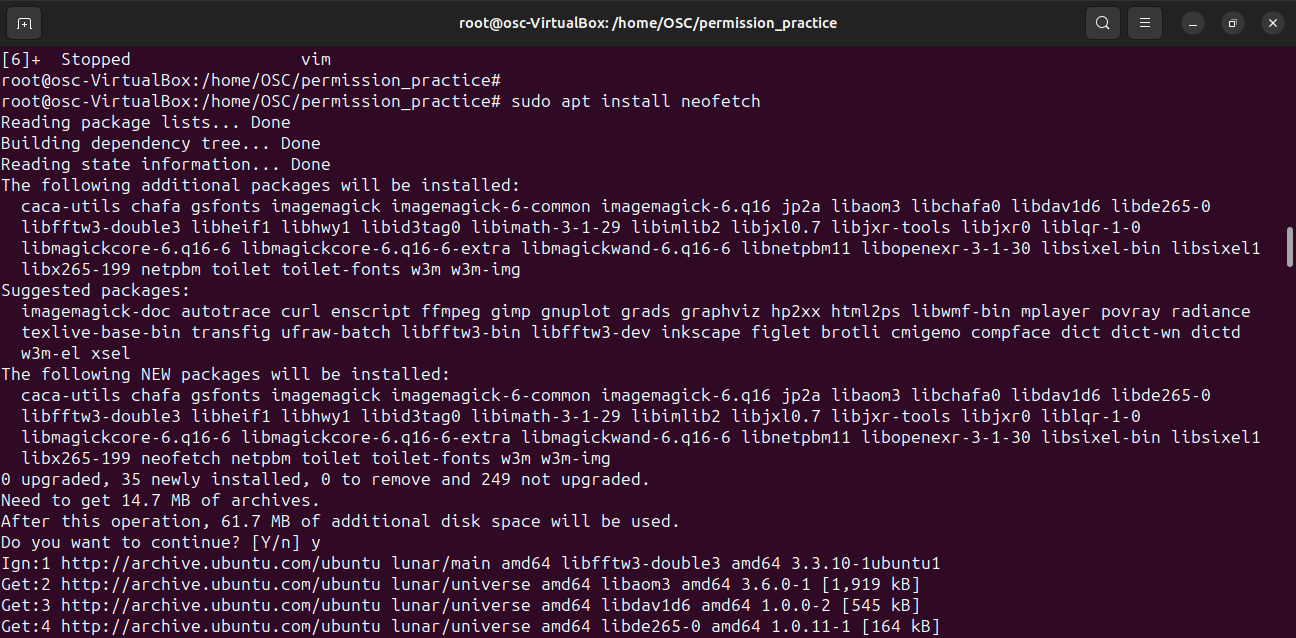 root@osc-VirtualBox: /home/OSC/permission_practice
[6]+  Stopped                 vim
root@osc-VirtualBox:/home/OSC/permission_practice#
root@osc-VirtualBox:/home/OSC/permission_practice# sudo apt install neofetch
Reading package lists... Done
Building dependency tree... Done
Reading state information... Done
The following additional packages will be installed:
  caca-utils chafa gsfonts imagemagick imagemagick-6-common imagemagick-6.q16 jp2a libaom3 libchafa0 libdav1d6 libde265-0
  libfftw3-double3 libheif1 libhwy1 libid3tag0 libimath-3-1-29 libimlib2 libjxl0.7 libjxr-tools libjxr0 liblqr-1-0
  libmagickcore-6.q16-6 libmagickcore-6.q16-6-extra libmagickwand-6.q16-6 libnetpbm11 libopenexr-3-1-30 libsixel-bin libsixel1
  libx265-199 netpbm toilet toilet-fonts w3m w3m-img
Suggested packages:
  imagemagick-doc autotrace curl enscript ffmpeg gimp gnuplot grads graphviz hp2xx html2ps libwmf-bin mplayer povray radiance
  texlive-base-bin transfig ufraw-batch libfftw3-bin libfftw3-dev inkscape figlet brotli cmigemo compface dict dict-wn dictd
  w3m-el xsel
The following NEW packages will be installed:
  caca-utils chafa gsfonts imagemagick imagemagick-6-common imagemagick-6.q16 jp2a libaom3 libchafa0 libdav1d6 libde265-0
  libfftw3-double3 libheif1 libhwy1 libid3tag0 libimath-3-1-29 libimlib2 libjxl0.7 libjxr-tools libjxr0 liblqr-1-0
  libmagickcore-6.q16-6 libmagickcore-6.q16-6-extra libmagickwand-6.q16-6 libnetpbm11 libopenexr-3-1-30 libsixel-bin libsixel1
  libx265-199 neofetch netpbm toilet toilet-fonts w3m w3m-img
0 upgraded, 35 newly installed, 0 to remove and 249 not upgraded.
Need to get 14.7 MB of archives.
After this operation, 61.7 MB of additional disk space will be used.
Do you want to continue? [Y/n] y
Ign:1 http://archive.ubuntu.com/ubuntu lunar/main amd64 libfftw3-double3 amd64 3.3.10-1ubuntu1
Get:2 http://archive.ubuntu.com/ubuntu lunar/universe amd64 libaom3 amd64 3.6.0-1 [1,919 kB]
Get:3 http://archive.ubuntu.com/ubuntu lunar/universe amd64 libdav1d6 amd64 1.0.0-2 [545 kB]
Get:4 http://archive.ubuntu.com/ubuntu lunar/universe amd64 libde265-0 amd64 1.0.11-1 [164 kB]